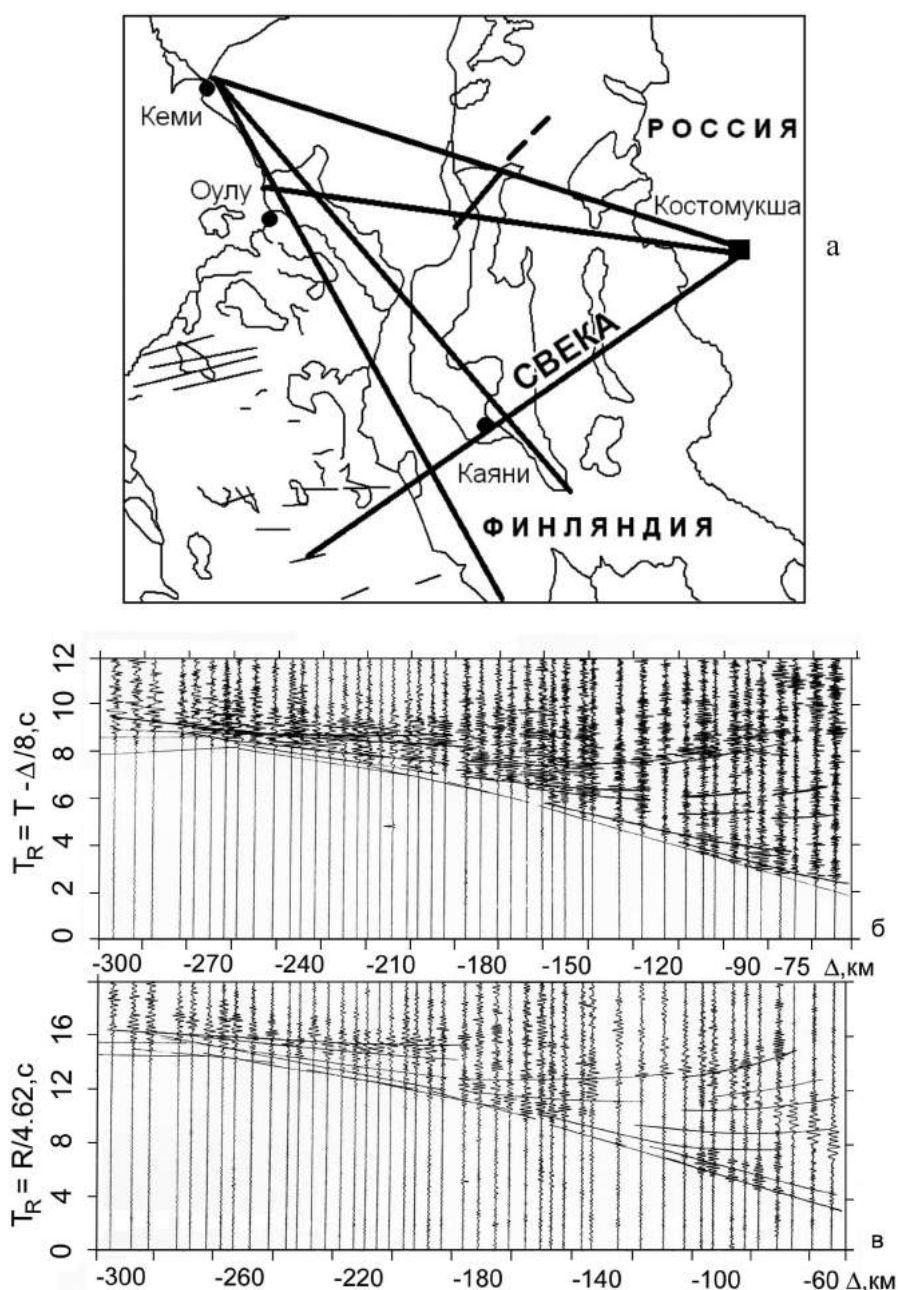 Кеми
РОССИЯ
Оулу
Костомукша
а
СВЕКА
Каяни
ФИНЛЯНДИЯ
12
10
8
6
4
2
0
T_R = T - Δ/8,с
б
-300 -270 -240 -210 -180 -150 -120 -90 -75 Δ,км
16
12
8
4
0
T_R = R/4.62,с
в
-300 -260 -220 -180 -140 -100 -60 Δ,км